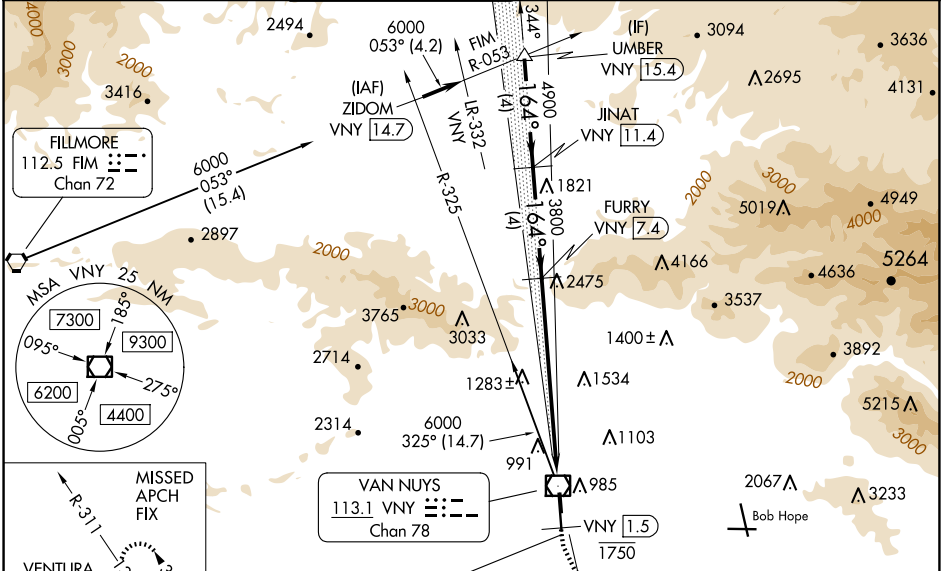 4000
3000
2000
3416
2494
6000
053° (4.2)
FIM
R-053
344°
(IF)
UMBER
VNY 15.4
3094
3636
2695
4131
(IAF)
ZIDOM
VNY 14.7
LR-332
VNY
164°
(4)
4900
JINAT
VNY 11.4
FILLMORE
112.5 FIM
Chan 72
6000
053°
(15.4)
R-325
1821
2000
3000
5019
4949
4000
164°
(4)
3800
FURRY
VNY 7.4
2897
2000
4166
4636
5264
2475
3537
MSA VNY 25 NM
185°
7300
9300
095°
275°
6200
4400
005°
3765
3000
3033
1400±
3892
2000
2714
1283±
1534
5215
3000
2314
6000
325° (14.7)
991
1103
MISSED
APCH
FIX
R-311
VENTURA
VAN NUYS
113.1 VNY
Chan 78
985
2067
3233
Bob Hope
VNY 1.5
1750